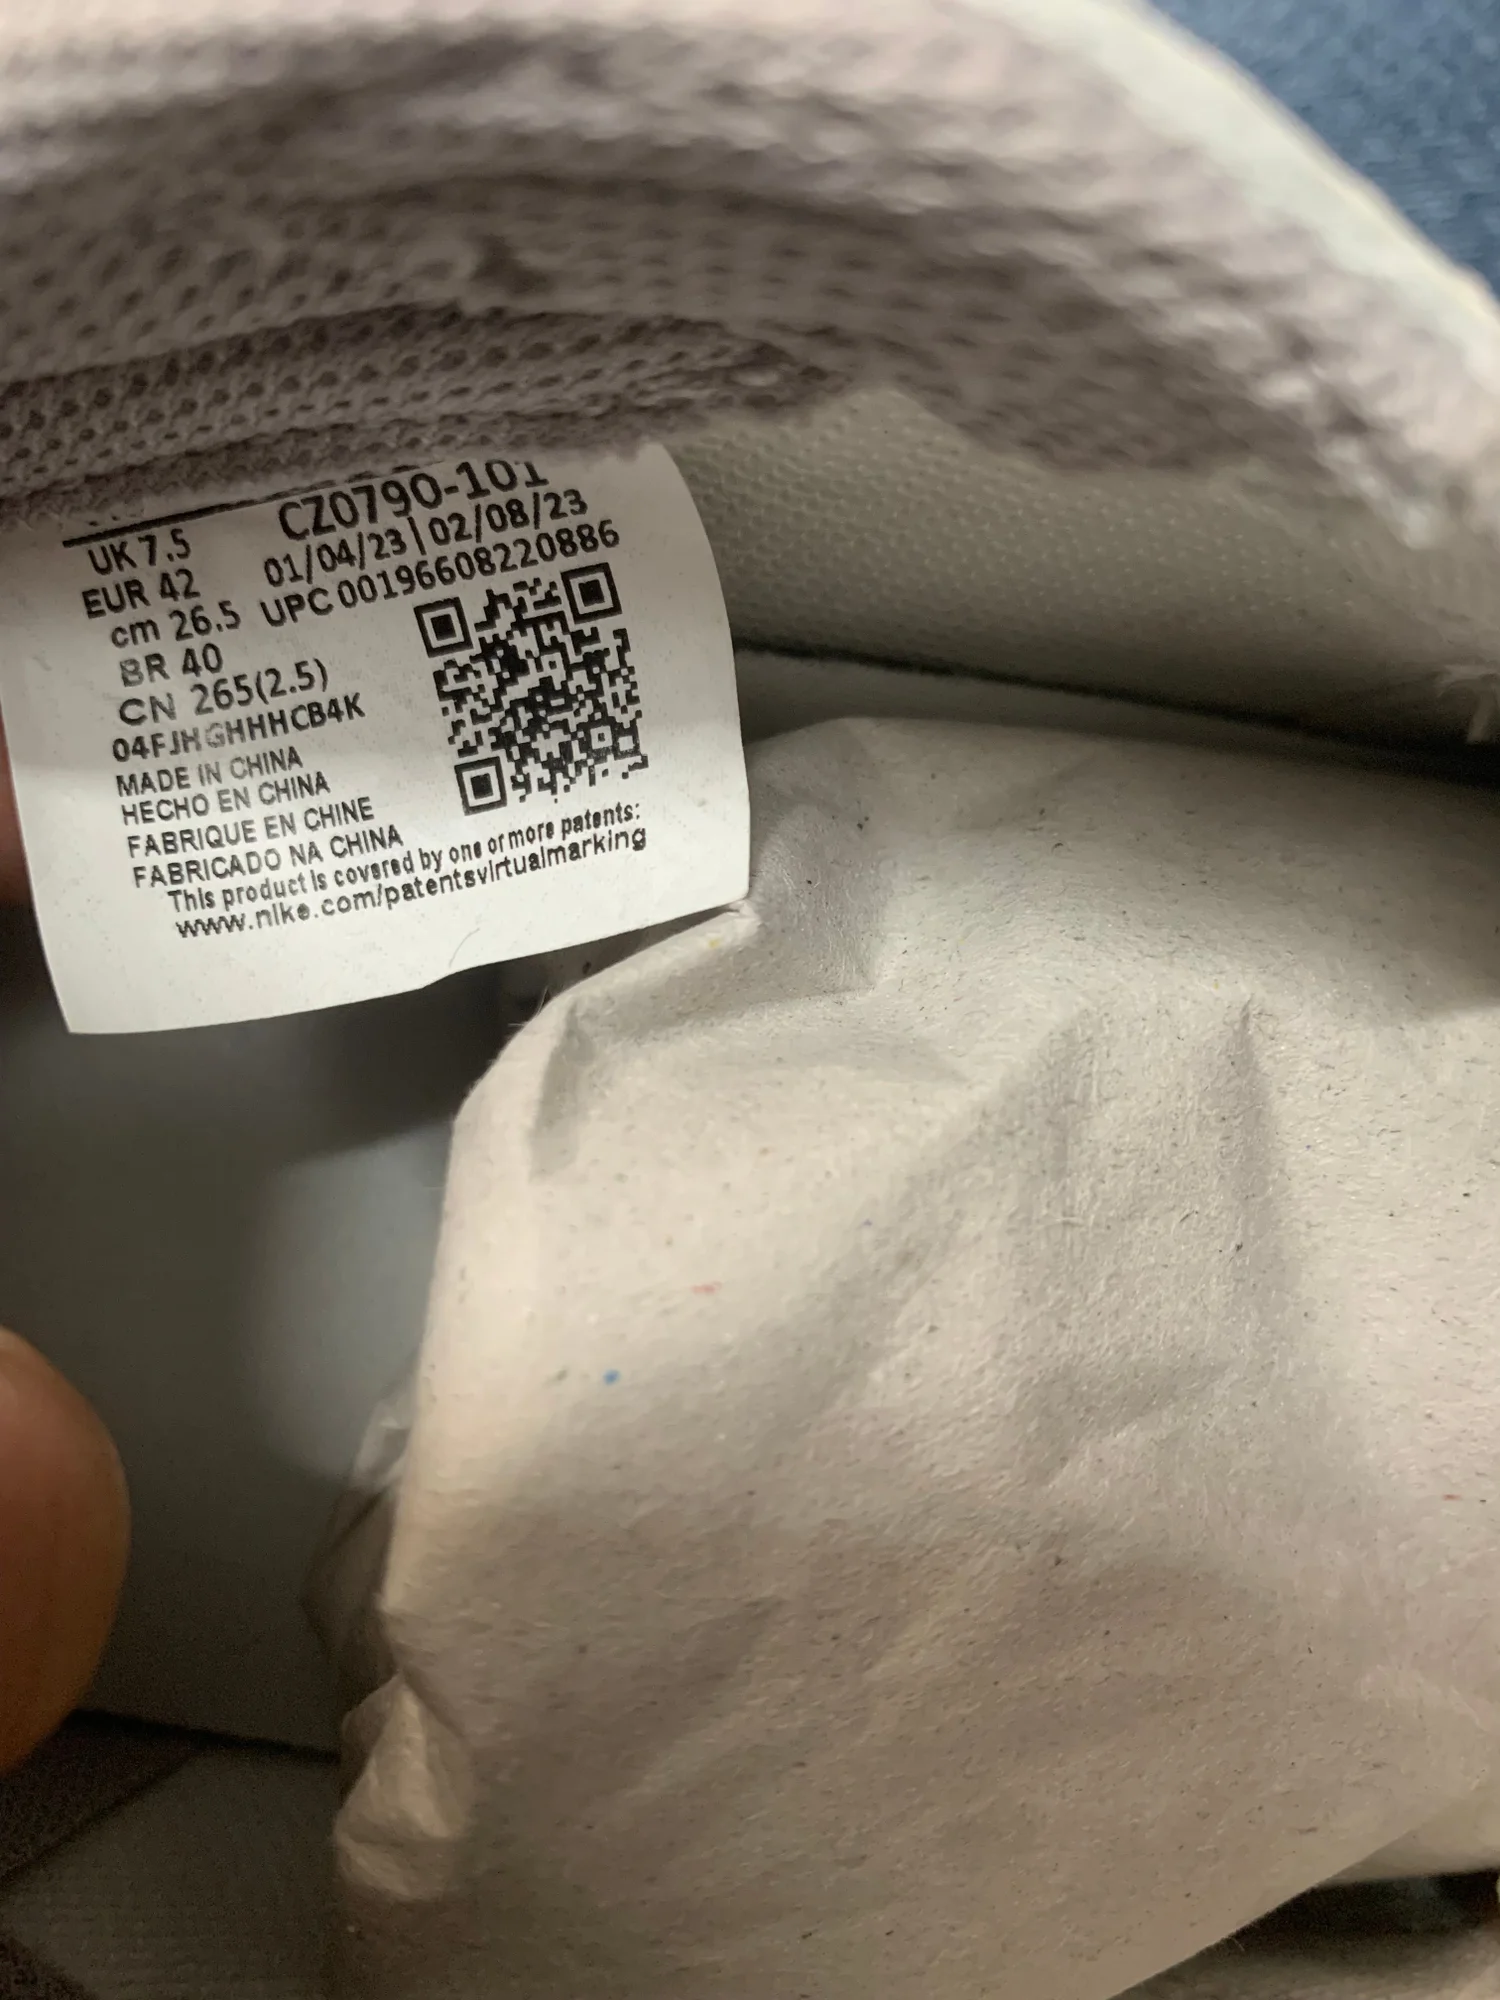 CZ0790-101
UK 7.5 01/04/23 | 02/08/23
EUR 42 UPC 00196608220886
cm 26.5
BR 40
CN 265(2.5)
04FJHGHHHCB4K
MADE IN CHINA
HECHO EN CHINA
FABRIQUE EN CHINE
FABRICADO NA CHINA
This product is covered by one or more patents:
www.nike.com/patentsvirtualmarking